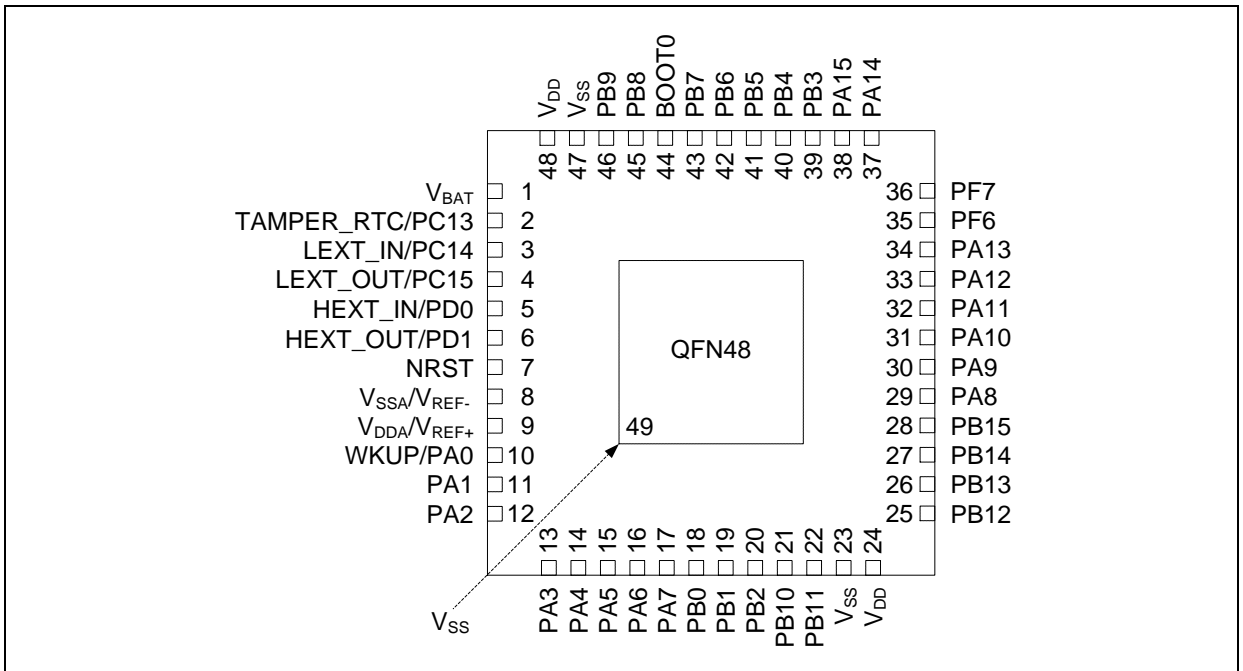 VDD
VSS
PB9
PB8
BOOT0
PB7
PB6
PB5
PB4
PB3
PA15
PA14
48
47
46
45
44
43
42
41
40
39
38
37
VBAT 1
TAMPER_RTC/PC13 2
LEXT_IN/PC14 3
LEXT_OUT/PC15 4
HEXT_IN/PD0 5
HEXT_OUT/PD1 6
NRST 7
VSSA/VREF- 8
VDDA/VREF+ 9
WKUP/PA0 10
PA1 11
PA2 12
36 PF7
35 PF6
34 PA13
33 PA12
32 PA11
31 PA10
30 PA9
29 PA8
28 PB15
27 PB14
26 PB13
25 PB12
QFN48
49
13
14
15
16
17
18
19
20
21
22
23
24
PA3
PA4
PA5
PA6
PA7
PB0
PB1
PB2
PB10
PB11
VSS
VDD
VSS